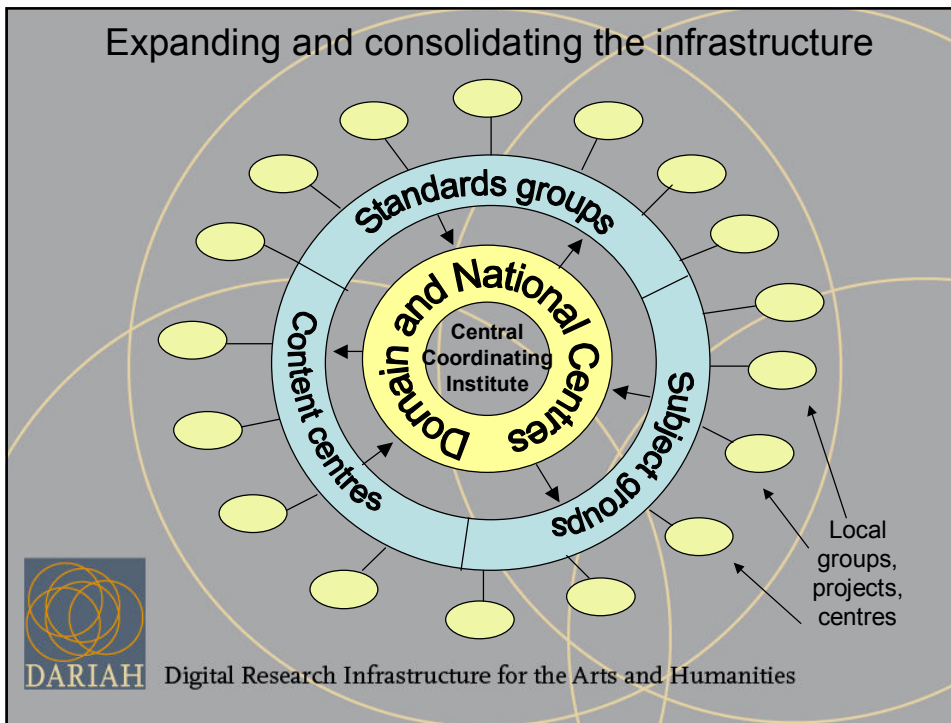 Expanding and consolidating the infrastructure
Standards groups
Domain and National Centres
Central
Coordinating
Institute
Content centres
Subject groups
Local
groups,
projects,
centres
DARIAH
Digital Research Infrastructure for the Arts and Humanities